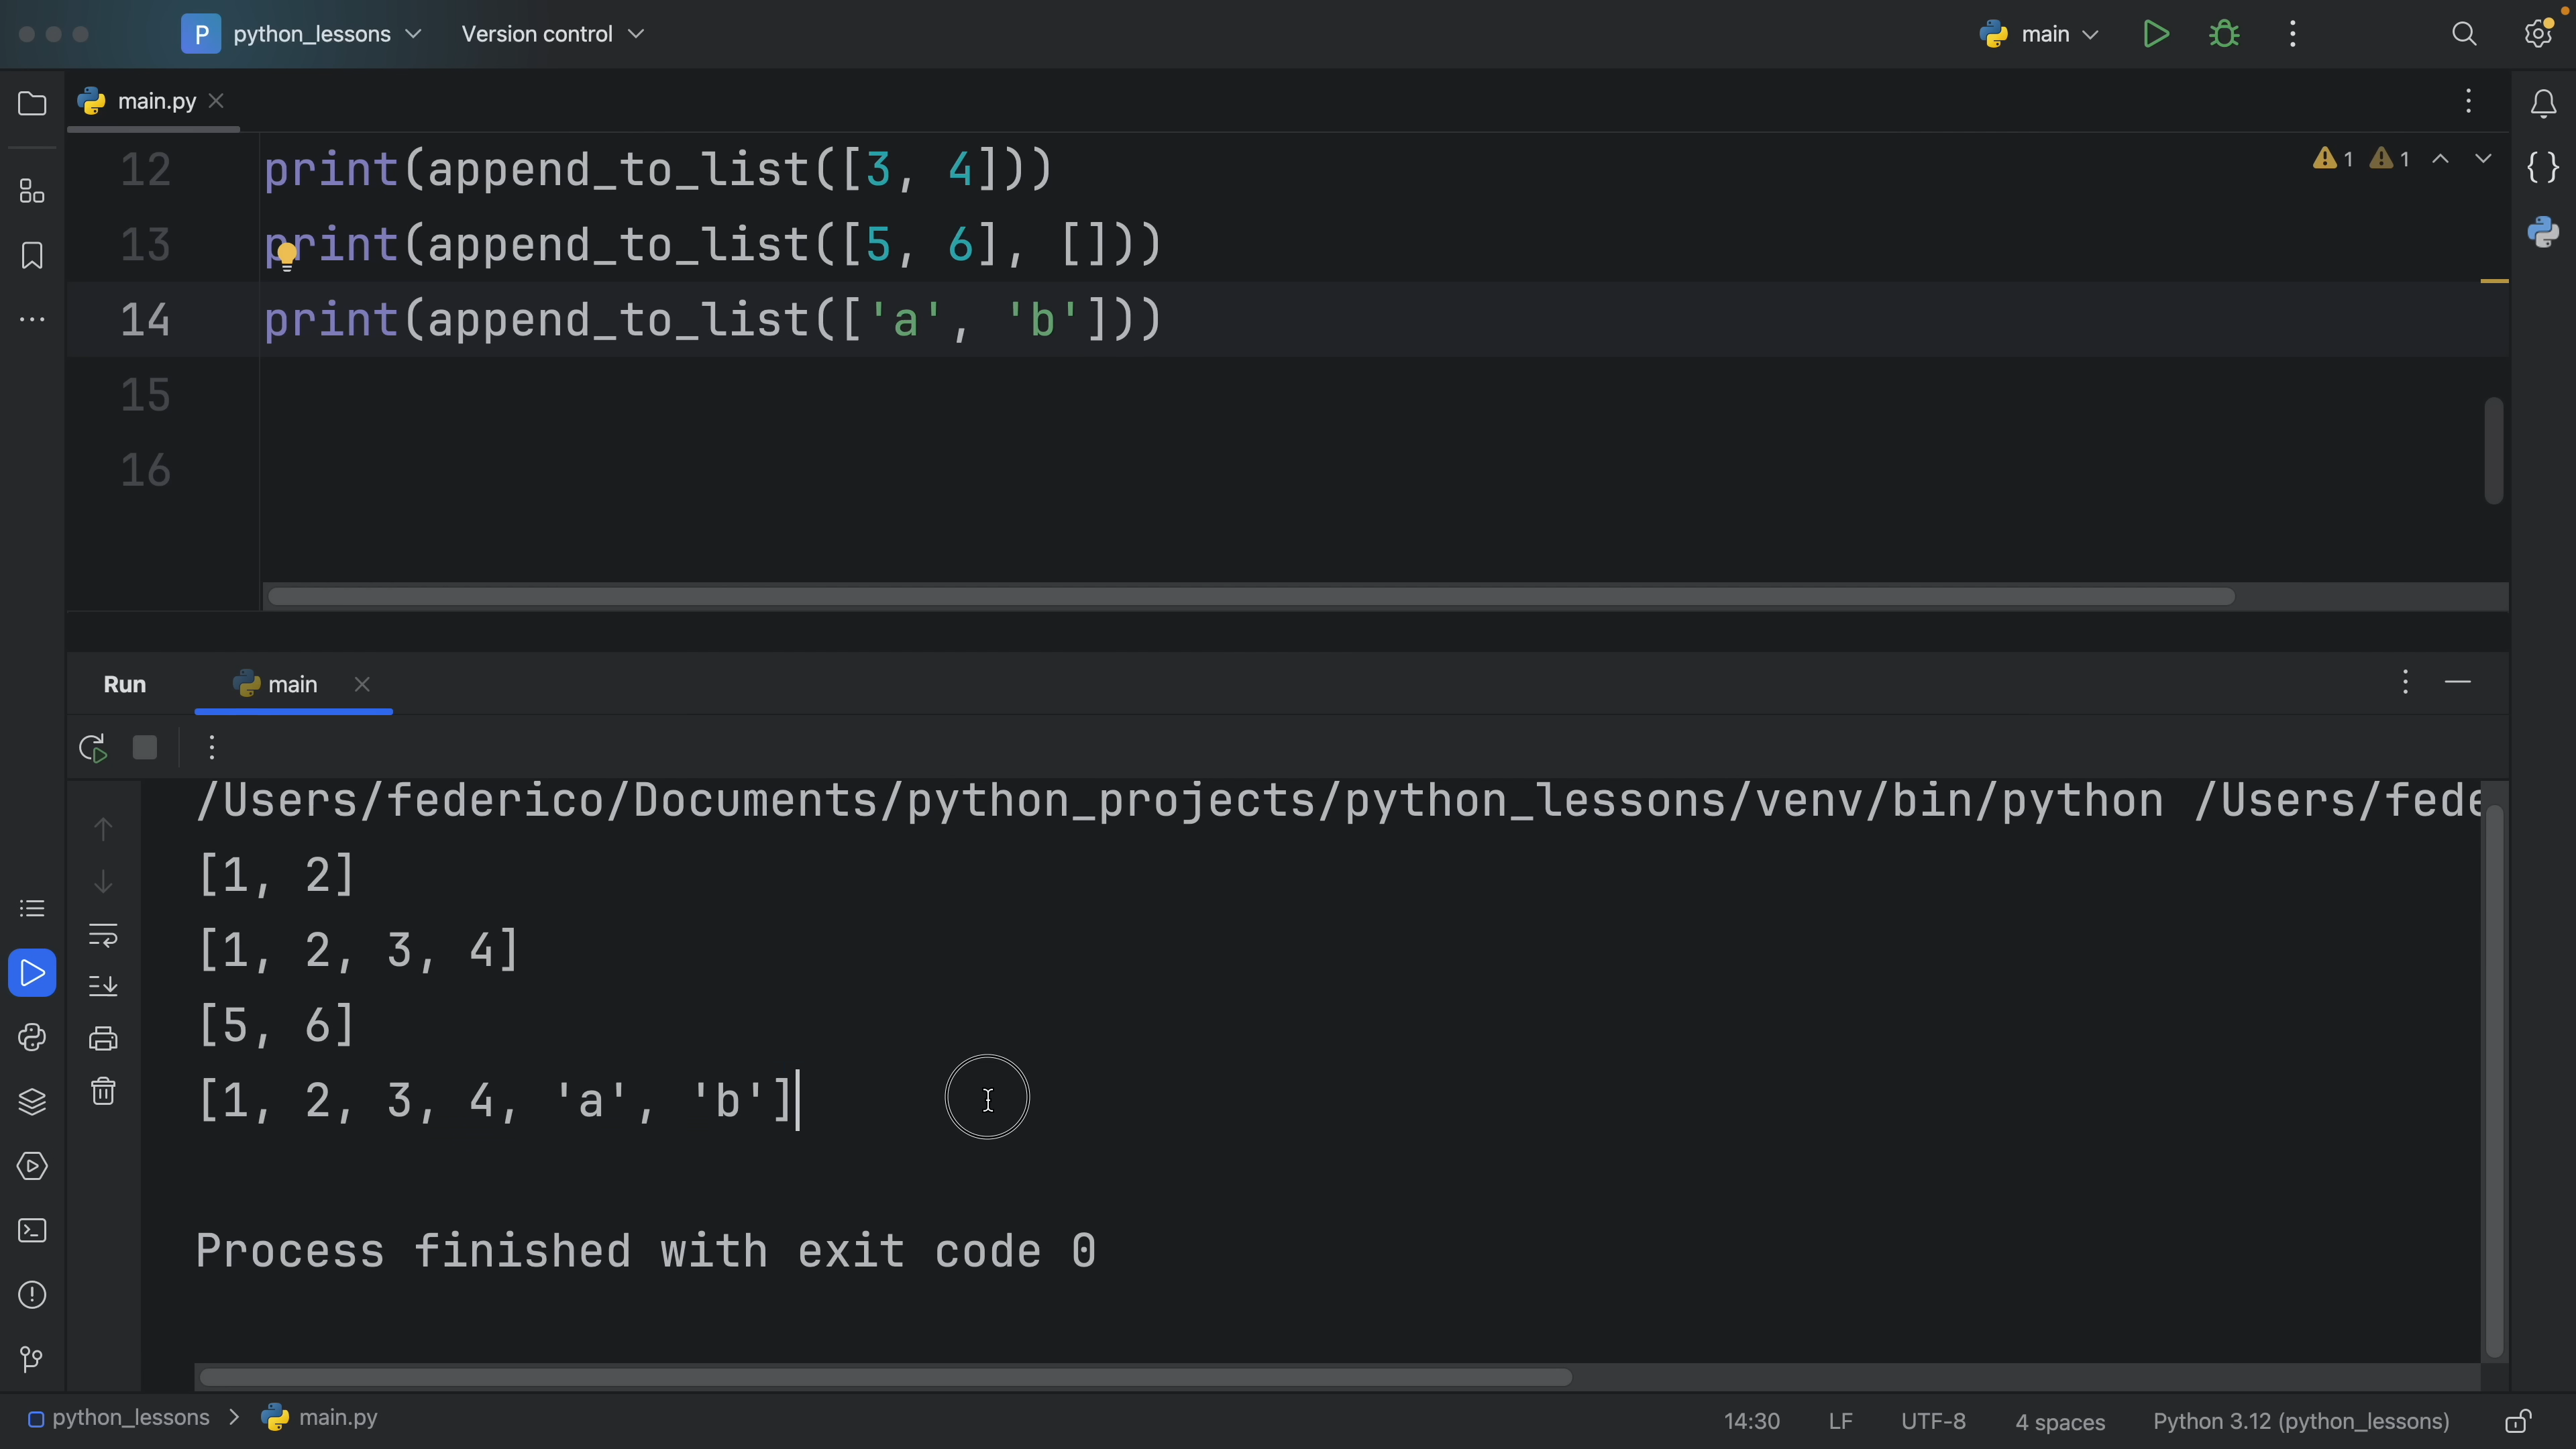 P python_lessons Version control main
main.py
12 print(append_to_list([3, 4]))
1 1
13 print(append_to_list([5, 6], []))
14 print(append_to_list(['a', 'b']))
15
16
Run main
/Users/federico/Documents/python_projects/python_lessons/venv/bin/python /Users/fede
[1, 2]
[1, 2, 3, 4]
[5, 6]
[1, 2, 3, 4, 'a', 'b']
Process finished with exit code 0
python_lessons > main.py 14:30 LF UTF-8 4 spaces Python 3.12 (python_lessons)